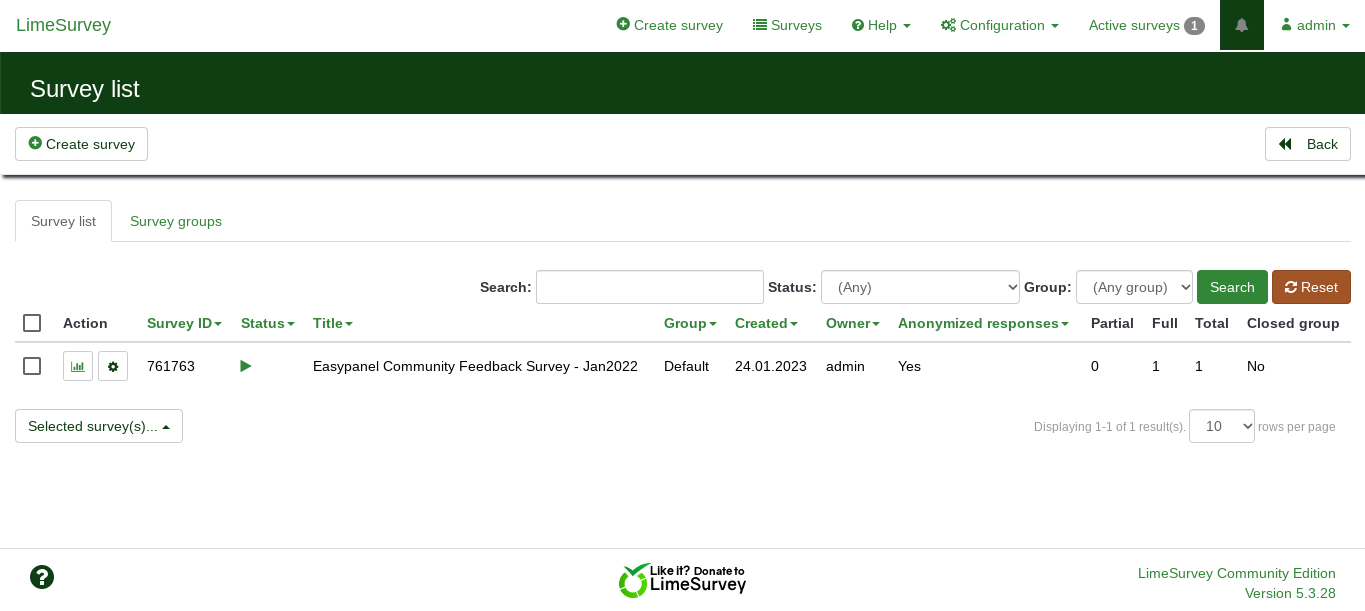 LimeSurvey Create survey Surveys Help Configuration Active surveys 1 admin
Survey list
Create survey Back
Survey list Survey groups
Search: Status: (Any) Group: (Any group) Search Reset
Action Survey ID Status Title Group Created Owner Anonymized responses Partial Full Total Closed group
761763 Easypanel Community Feedback Survey - Jan2022 Default 24.01.2023 admin Yes 0 1 1 No
Selected survey(s)... Displaying 1-1 of 1 result(s). 10 rows per page
Like it? Donate to
LimeSurvey
LimeSurvey Community Edition
Version 5.3.28